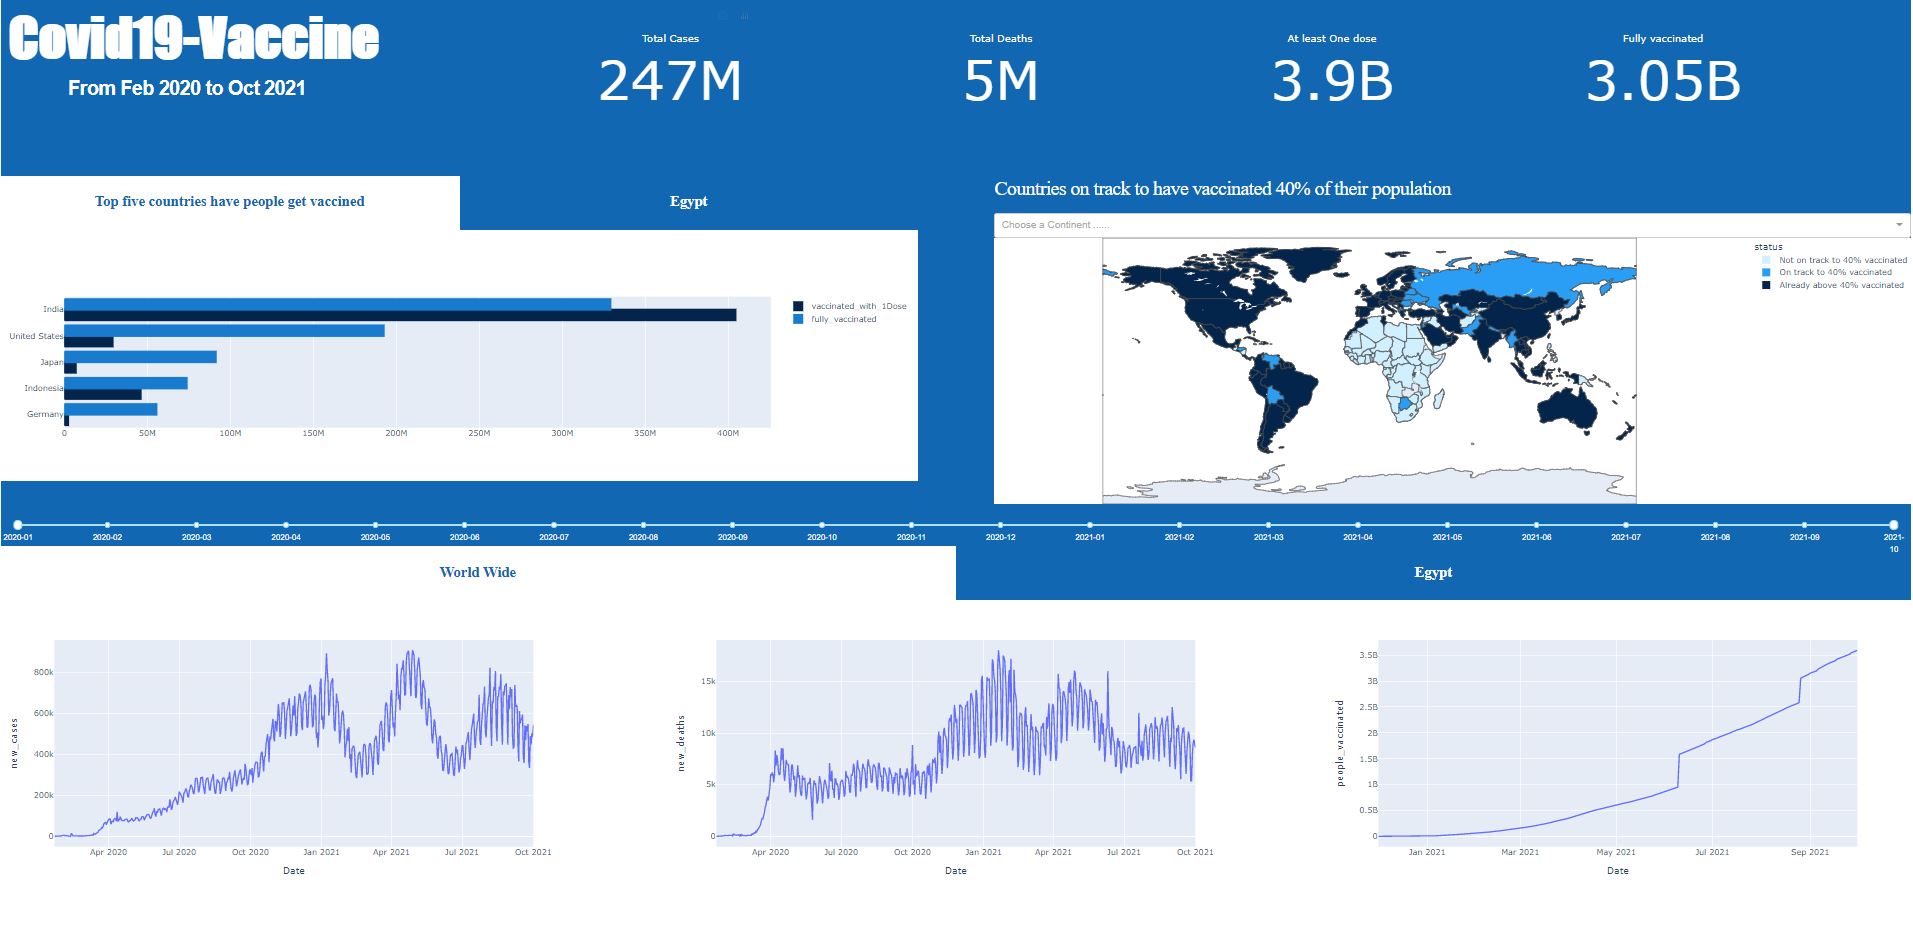 Covid19-Vaccine
From Feb 2020 to Oct 2021
Total Cases
247M
Total Deaths
5M
At least One dose
3.9B
Fully vaccinated
3.05B
Top five countries have people get vaccined
Egypt
India
United States
Japan
Indonesia
Germany
0 50M 100M 150M 200M 250M 300M 350M 400M
vaccinated_with_1Dose
fully_vaccinated
Countries on track to have vaccinated 40% of their population
Choose a Continent ......
status
Not on track to 40% vaccinated
On track to 40% vaccinated
Already above 40% vaccinated
2020-01 2020-02 2020-03 2020-04 2020-05 2020-06 2020-07 2020-08 2020-09 2020-10 2020-11 2020-12 2021-01 2021-02 2021-03 2021-04 2021-05 2021-06 2021-07 2021-08 2021-09 2021-
10
World Wide
Egypt
new_cases
800k
600k
400k
200k
0
Apr 2020 Jul 2020 Oct 2020 Jan 2021 Apr 2021 Jul 2021 Oct 2021
Date
new_deaths
15k
10k
5k
0
Apr 2020 Jul 2020 Oct 2020 Jan 2021 Apr 2021 Jul 2021 Oct 2021
Date
people_vaccinated
3.5B
3B
2.5B
2B
1.5B
1B
0.5B
0
Jan 2021 Mar 2021 May 2021 Jul 2021 Sep 2021
Date